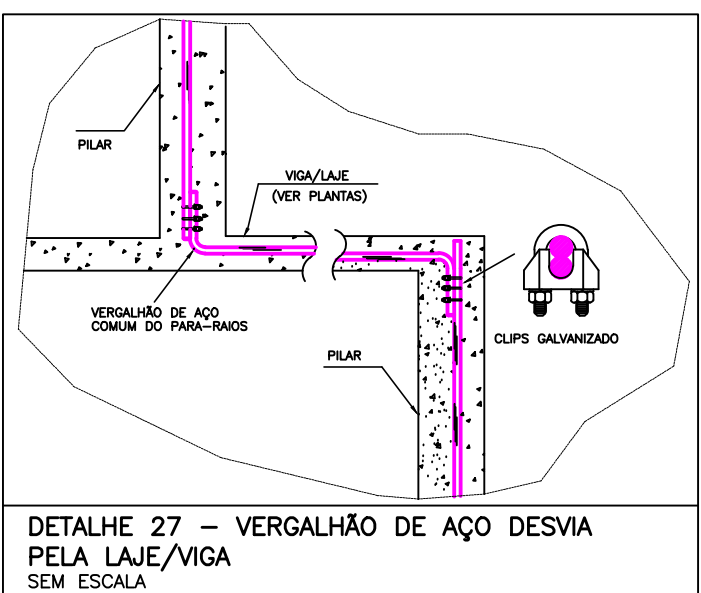 PILAR
VIGA/LAJE
(VER PLANTAS)
VERGALHÃO DE AÇO
COMUM DO PARA-RAIOS
CLIPS GALVANIZADO
PILAR
DETALHE 27 – VERGALHÃO DE AÇO DESVIA
PELA LAJE/VIGA
SEM ESCALA